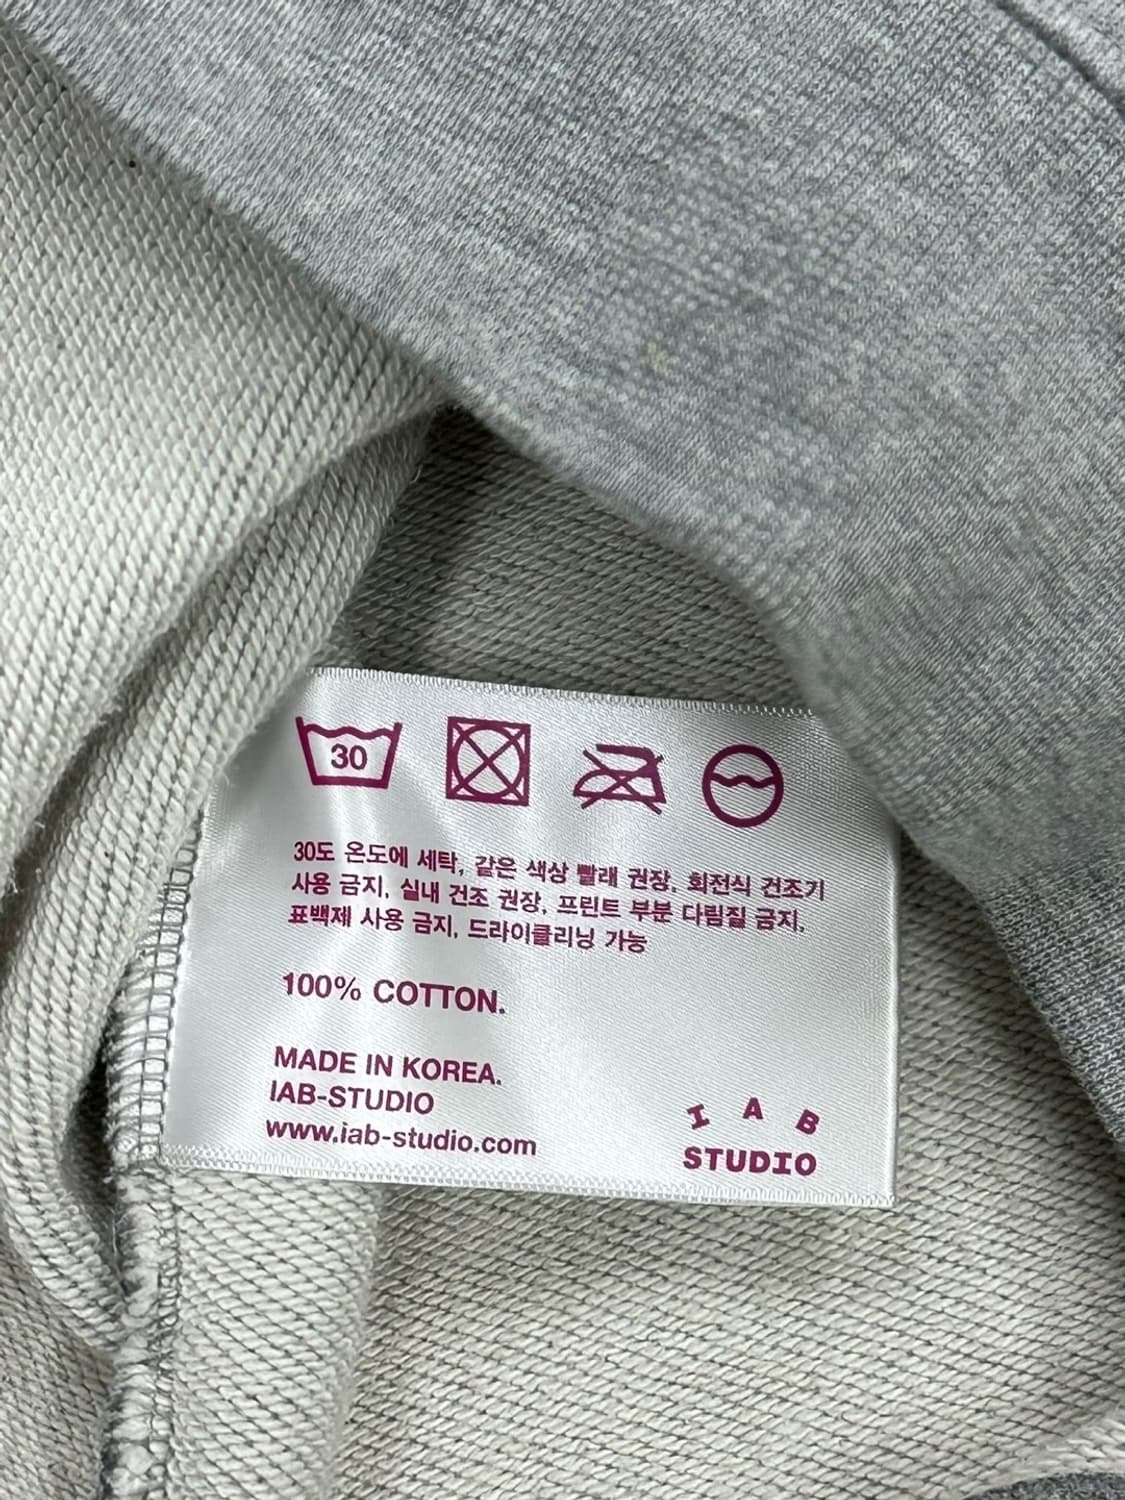 30
30도 온도에 세탁, 같은 색상 빨래 권장, 회전식 건조기
사용 금지, 실내 건조 권장, 프린트 부분 다림질 금지,
표백제 사용 금지, 드라이클리닝 가능
100% COTTON.
MADE IN KOREA.
IAB-STUDIO
www.iab-studio.com
I A B
STUDIO